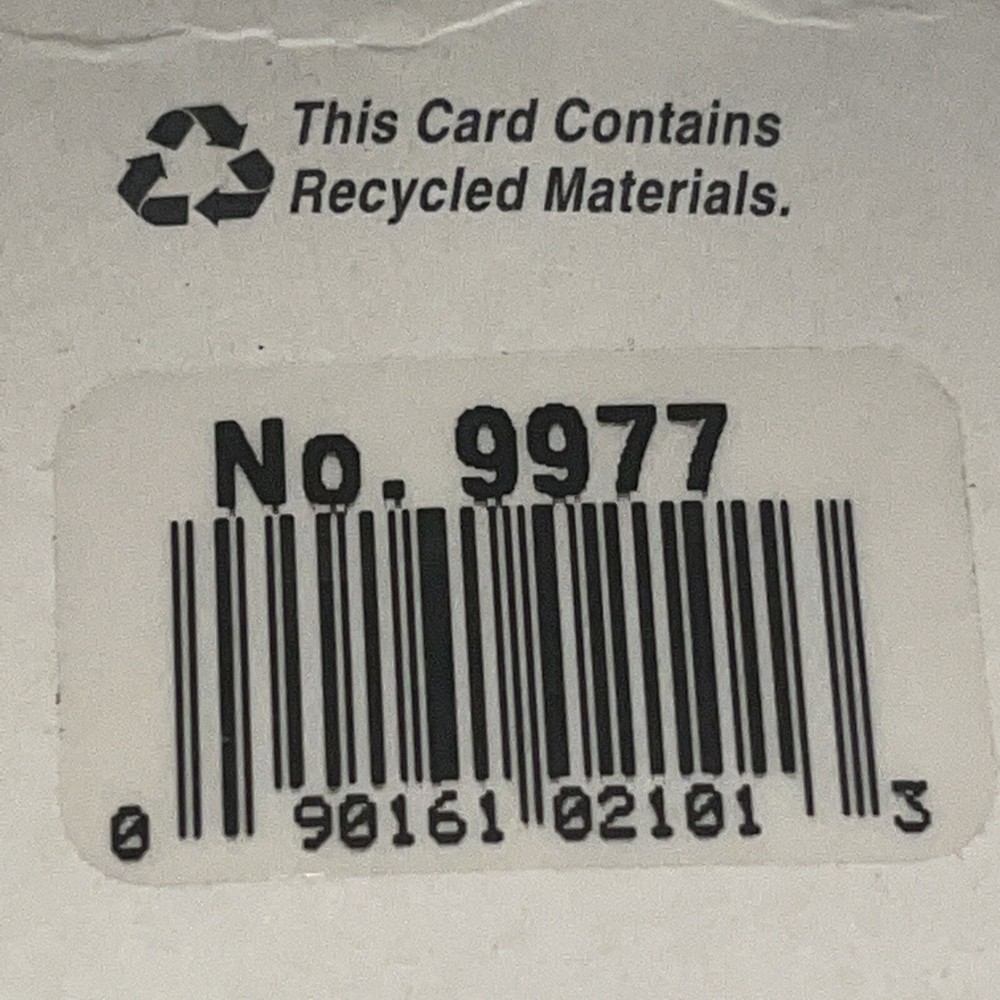 This Card Contains
Recycled Materials.
No. 9977
0 90161 02101 3